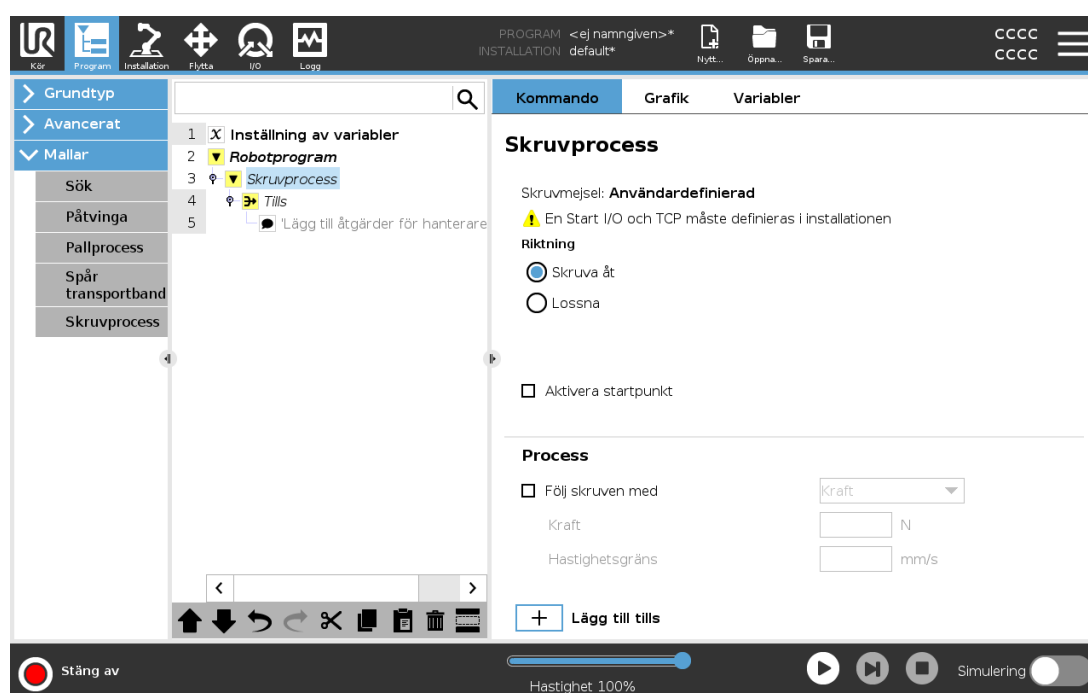 UR
PROGRAM <ej namngiven>*
INSTALLATION default*
Kör
Program
Installation
Flytta
I/O
Logg
Nytt...
Öppna...
Spara...
cccc
cccc
Grundtyp
Avancerat
Mallar
Sök
Påtvinga
Pallprocess
Spår
transportband
Skruvprocess
1 x Inställning av variabler
2 Robotprogram
3 Skruvprocess
4 Tills
5 'Lägg till åtgärder för hanterare
Kommando
Grafik
Variabler
Skruvprocess
Skruvmejsel: Användardefinierad
En Start I/O och TCP måste definieras i installationen
Riktning
Skruva åt
Lossna
Aktivera startpunkt
Process
Följ skruven med
Kraft
Kraft
N
Hastighetsgräns
mm/s
+ Lägg till tills
Stäng av
Hastighet 100%
Simulering